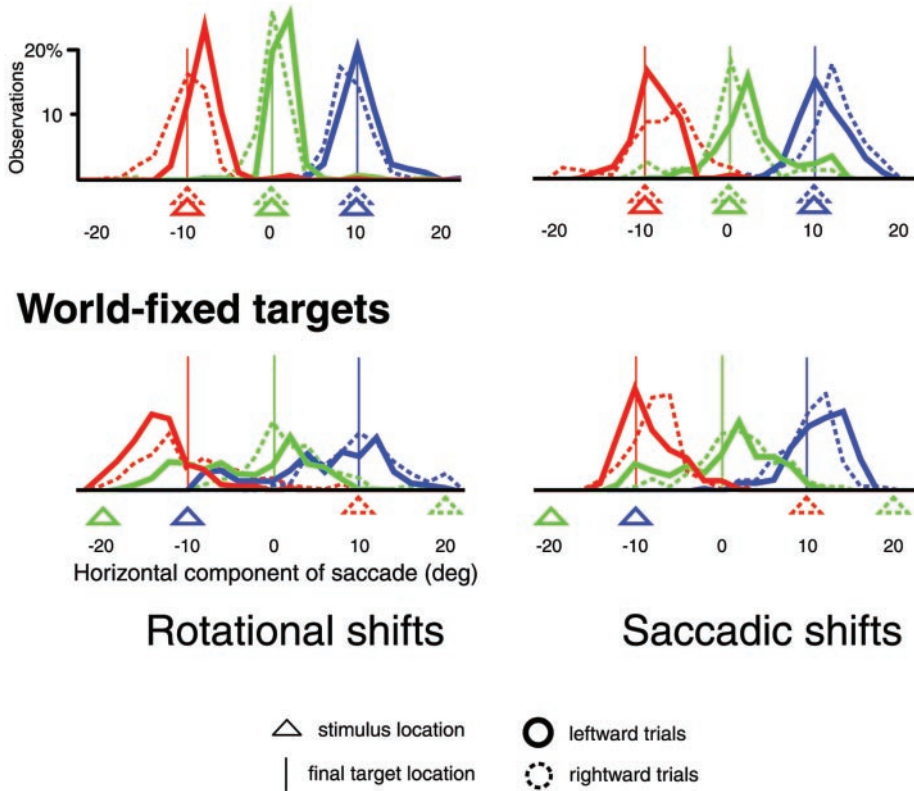 20%
10
Observations
-20 -10 0 10 20
-20 -10 0 10 20
World-fixed targets
-20 -10 0 10 20
-20 -10 0 10 20
Horizontal component of saccade (deg)
Rotational shifts
Saccadic shifts
stimulus location
leftward trials
final target location
rightward trials